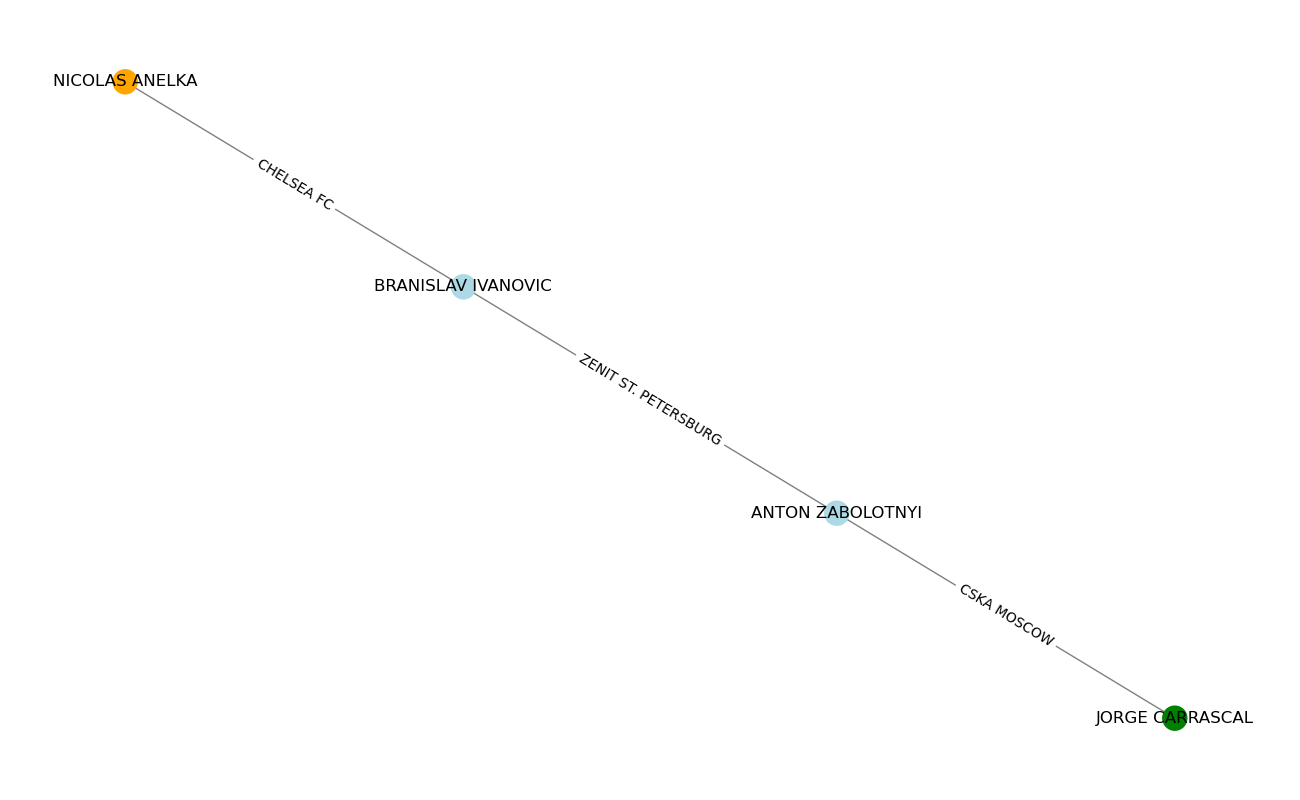 NICOLAS ANELKA
CHELSEA FC
BRANISLAV IVANOVIC
ZENIT ST. PETERSBURG
ANTON ZABOLOTNYI
CSKA MOSCOW
JORGE CARRASCAL